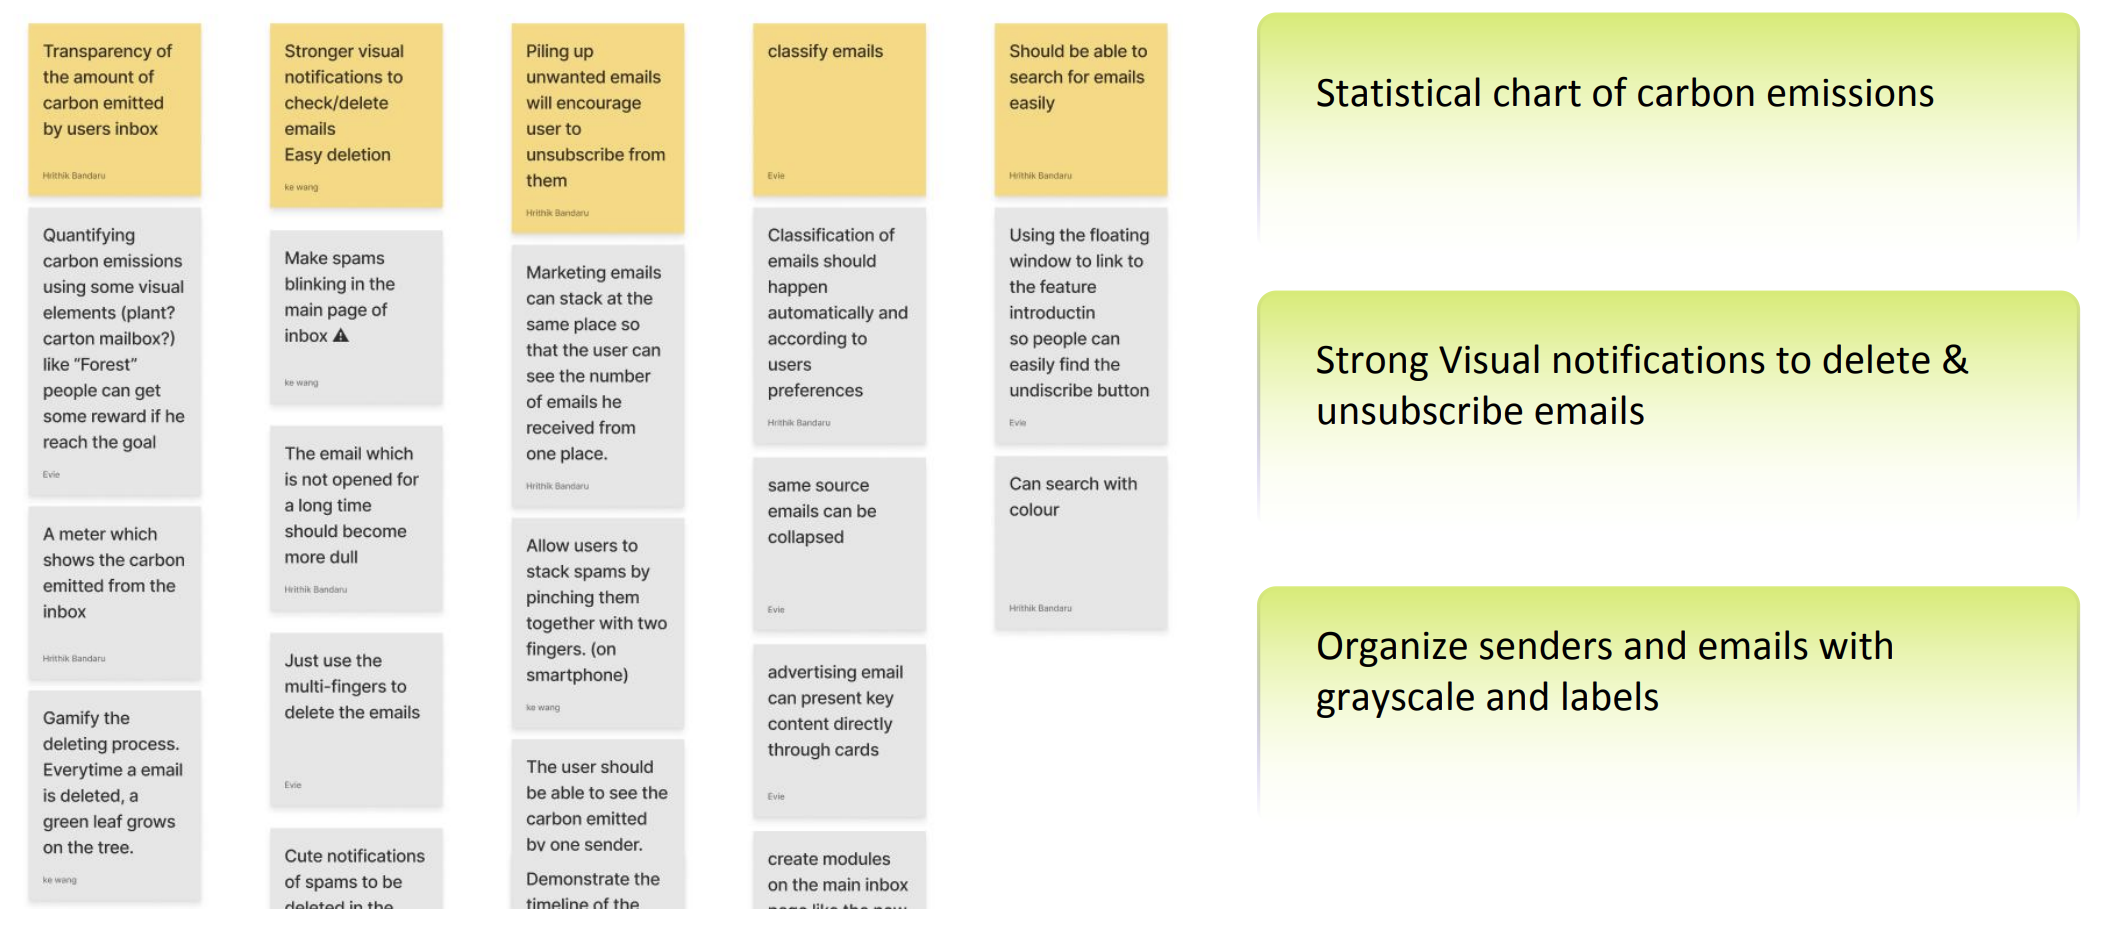 Transparency of
the amount of
carbon emitted
by users inbox
Hrithik Bandaru
Quantifying
carbon emissions
using some visual
elements (plant?
carton mailbox?)
like “Forest”
people can get
some reward if he
reach the goal
Evie
A meter which
shows the carbon
emitted from the
inbox
Hrithik Bandaru
Gamify the
deleting process.
Everytime a email
is deleted, a
green leaf grows
on the tree.
ke wang
Stronger visual
notifications to
check/delete
emails
Easy deletion
ke wang
Make spams
blinking in the
main page of
inbox ⚠
ke wang
The email which
is not opened for
a long time
should become
more dull
Hrithik Bandaru
Just use the
multi-fingers to
delete the emails
Evie
Cute notifications
of spams to be
deleted in the
Piling up
unwanted emails
will encourage
user to
unsubscribe from
them
Hrithik Bandaru
Marketing emails
can stack at the
same place so
that the user can
see the number
of emails he
received from
one place.
Hrithik Bandaru
Allow users to
stack spams by
pinching them
together with two
fingers. (on
smartphone)
ke wang
The user should
be able to see the
carbon emitted
by one sender.
Demonstrate the
timeline of the
classify emails
Evie
Classification of
emails should
happen
automatically and
according to
users
preferences
Hrithik Bandaru
same source
emails can be
collapsed
Evie
advertising email
can present key
content directly
through cards
Evie
create modules
on the main inbox
page like the new
Should be able to
search for emails
easily
Hrithik Bandaru
Using the floating
window to link to
the feature
introductin
so people can
easily find the
undiscribe button
Evie
Can search with
colour
Hrithik Bandaru
Statistical chart of carbon emissions
Strong Visual notifications to delete &
unsubscribe emails
Organize senders and emails with
grayscale and labels